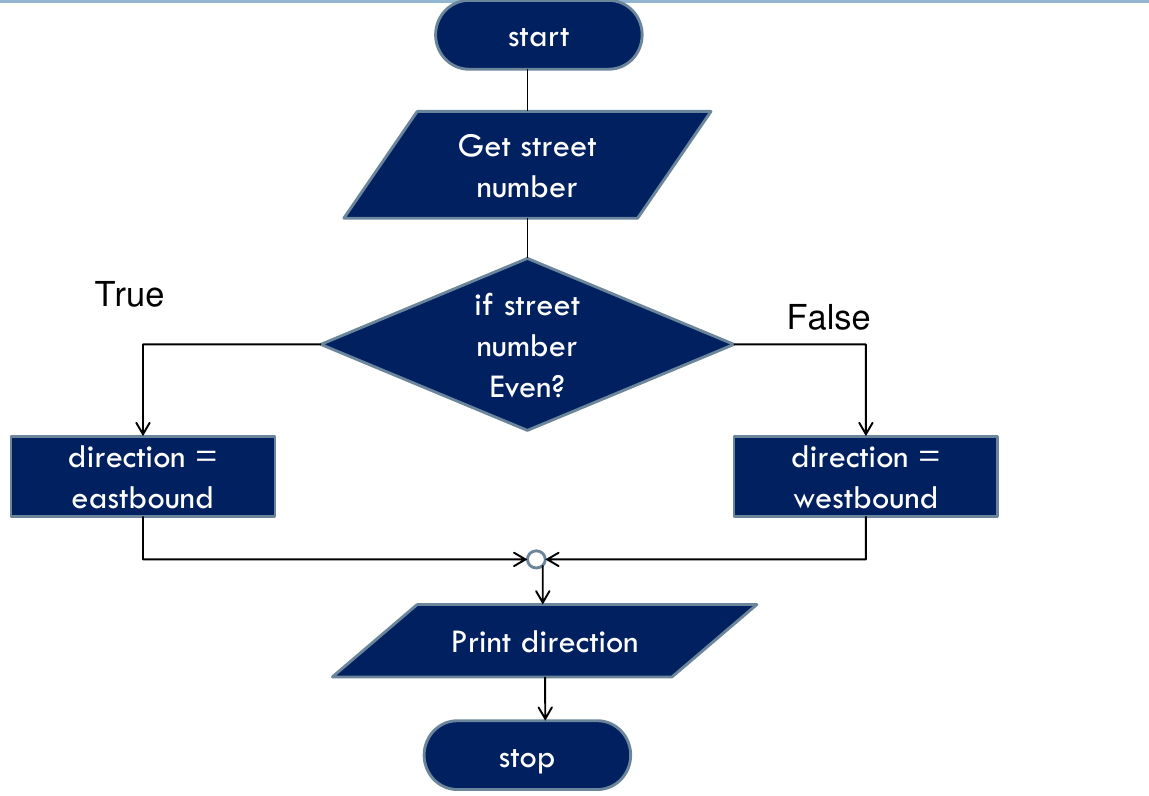 start
Get street
number
if street
number
Even?
True
False
direction =
eastbound
direction =
westbound
Print direction
stop